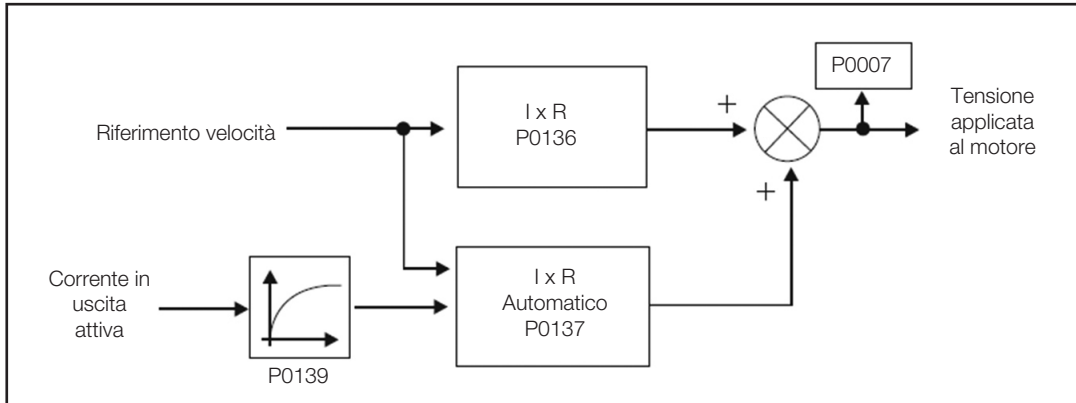 P0007
I x R
P0136
Riferimento velocità
+
Tensione
applicata
al motore
+
I x R
Automatico
P0137
Corrente in
uscita
attiva
P0139